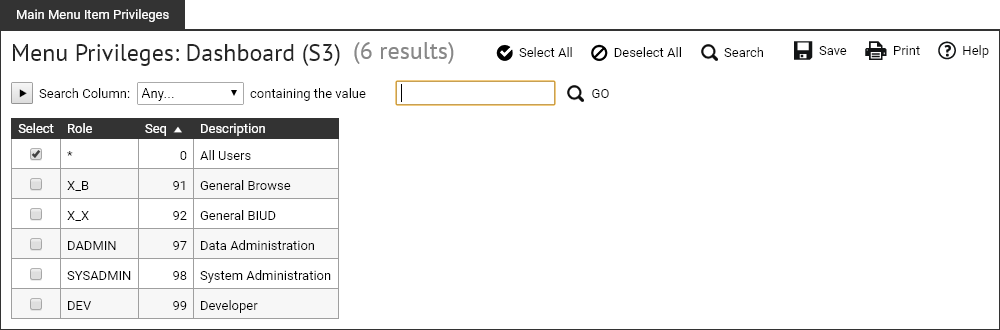 Main Menu Item Privileges
Menu Privileges: Dashboard (S3) (6 results) Select All Deselect All Search Save Print Help
Search Column: Any... containing the value GO
Select Role Seq Description
* 0 All Users
X_B 91 General Browse
X_X 92 General BIUD
DADMIN 97 Data Administration
SYSADMIN 98 System Administration
DEV 99 Developer